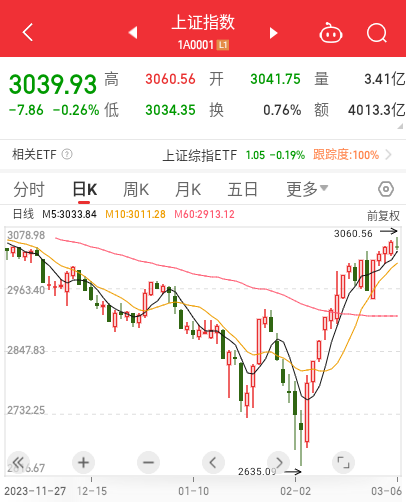 上证指数
1A0001 L1
3039.93 高 3060.56 开 3041.75 量 3.41亿
-7.86 -0.26% 低 3034.35 换 0.76% 额 4013.3亿
相关ETF ? 上证综指ETF 1.05 -0.19% 跟踪度:100%
分时 日K 周K 月K 五日 更多
日线 M5:3033.84 M10:3011.28 M60:2913.12 前复权
3078.98
3060.56
2963.40
2847.83
2732.25
2635.09
2023-11-27 12-15 01-10 02-02 03-06